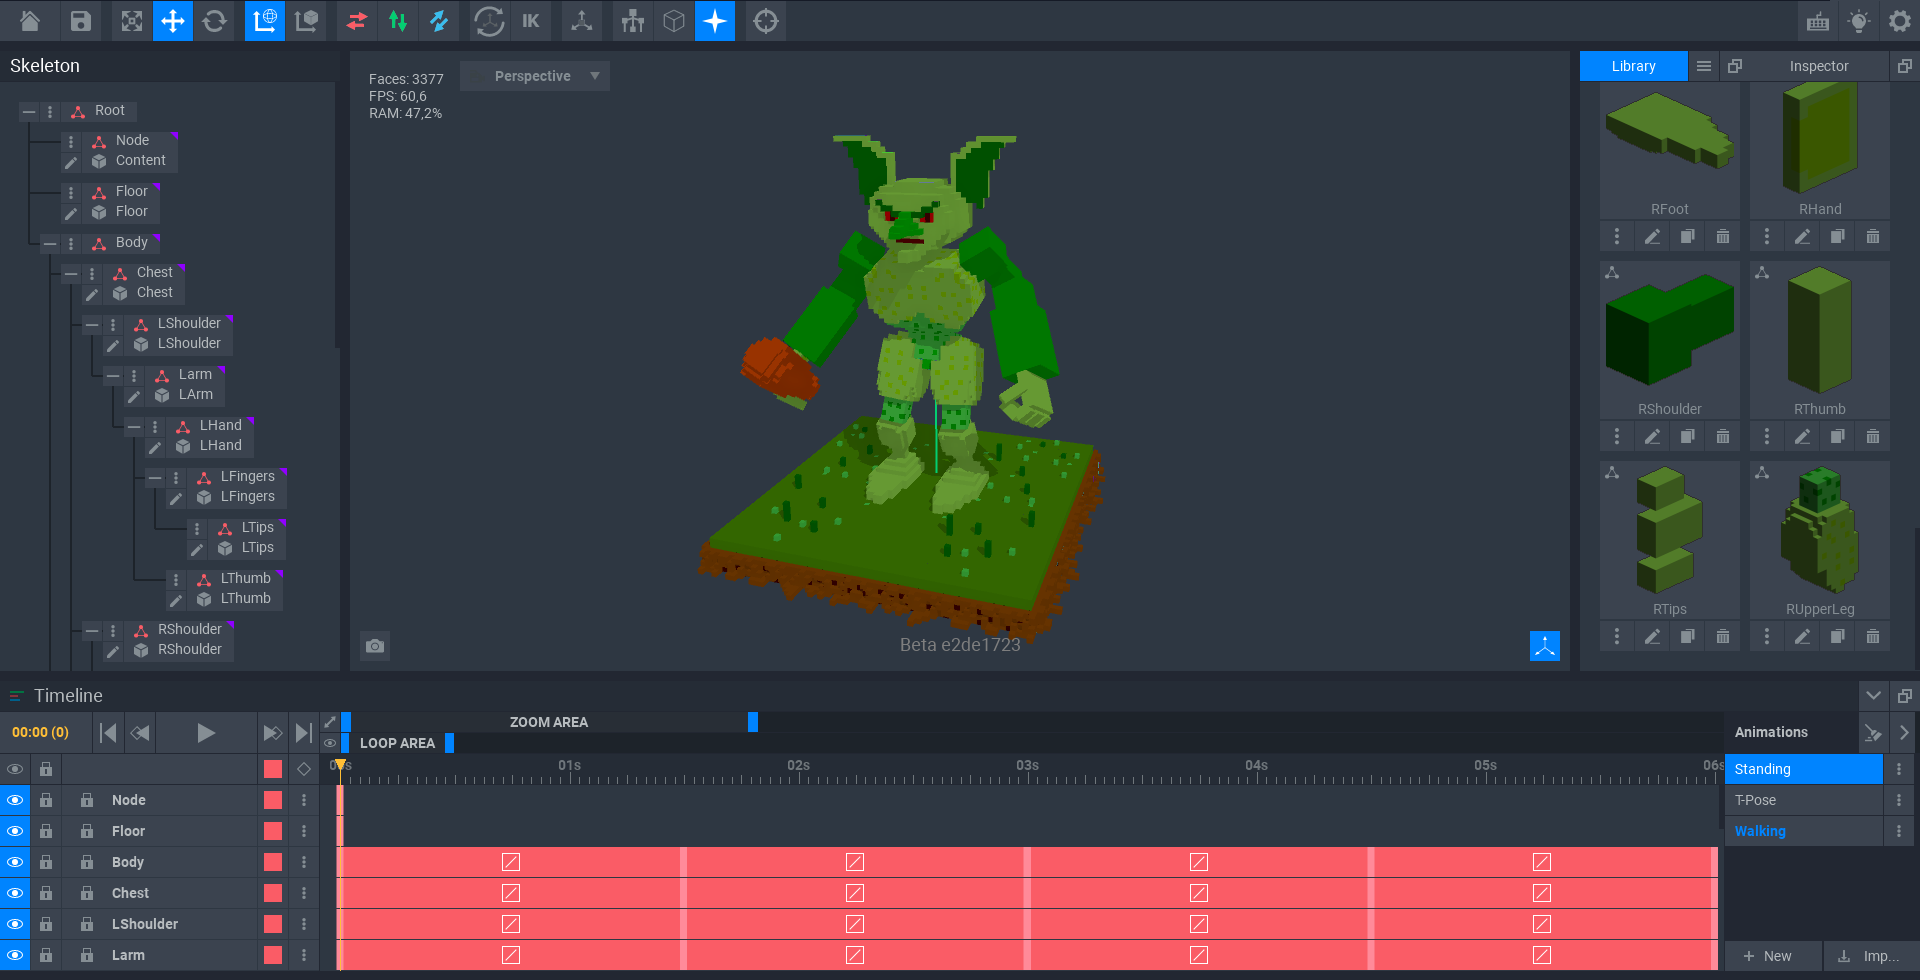 IK
Skeleton
Root
Node
Content
Floor
Floor
Body
Chest
Chest
LShoulder
LShoulder
Larm
LArm
LHand
LHand
LFingers
LFingers
LTips
LTips
LThumb
LThumb
RShoulder
RShoulder
Faces: 3377
FPS: 60,6
RAM: 47,2%
Perspective
Beta e2de1723
Library
Inspector
RFoot
RHand
RShoulder
RThumb
RTips
RUpperLeg
Timeline
00:00 (0)
ZOOM AREA
LOOP AREA
01s
02s
03s
04s
05s
06s
Node
Floor
Body
Chest
LShoulder
Larm
Animations
Standing
T-Pose
Walking
New
Imp...